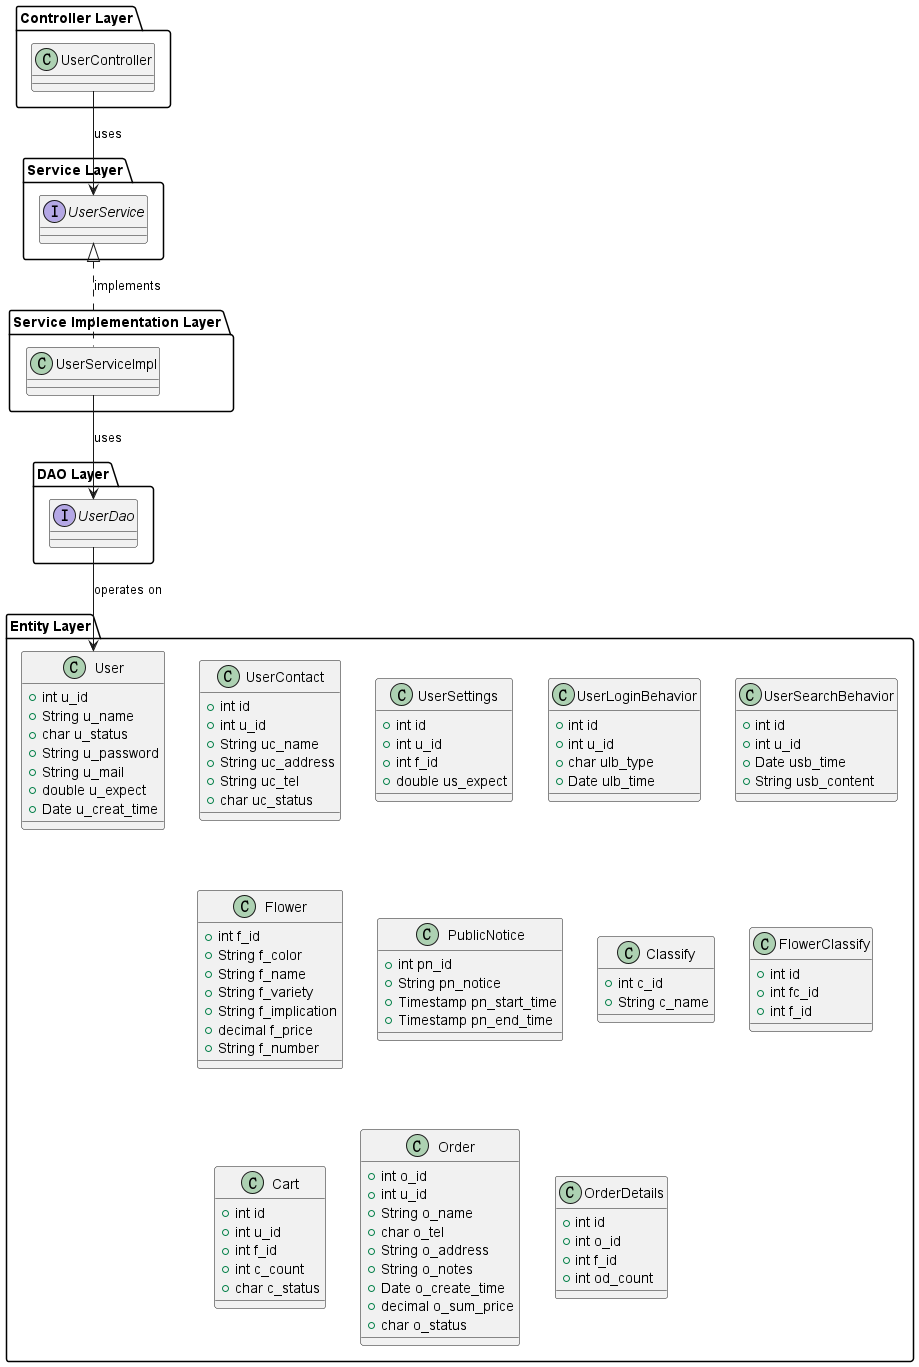 Controller Layer
C UserController
uses
Service Layer
I UserService
implements
Service Implementation Layer
C UserServiceImpl
uses
DAO Layer
I UserDao
operates on
Entity Layer
C User
int u_id
String u_name
char u_status
String u_password
String u_mail
double u_expect
Date u_creat_time
C UserContact
int id
int u_id
String uc_name
String uc_address
String uc_tel
char uc_status
C UserSettings
int id
int u_id
int f_id
double us_expect
C UserLoginBehavior
int id
int u_id
char ulb_type
Date ulb_time
C UserSearchBehavior
int id
int u_id
Date usb_time
String usb_content
C Flower
int f_id
String f_color
String f_name
String f_variety
String f_implication
decimal f_price
String f_number
C PublicNotice
int pn_id
String pn_notice
Timestamp pn_start_time
Timestamp pn_end_time
C Classify
int c_id
String c_name
C FlowerClassify
int id
int fc_id
int f_id
C Cart
int id
int u_id
int f_id
int c_count
char c_status
C Order
int o_id
int u_id
String o_name
char o_tel
String o_address
String o_notes
Date o_create_time
decimal o_sum_price
char o_status
C OrderDetails
int id
int o_id
int f_id
int od_count